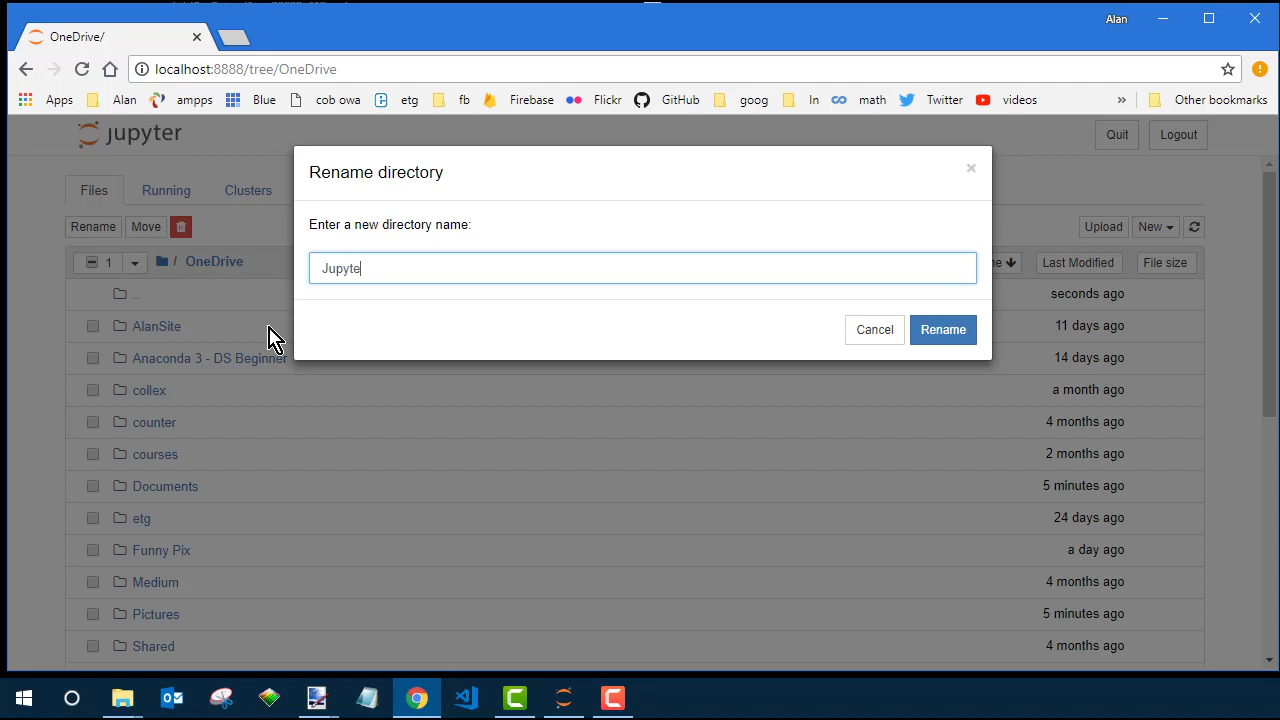 Alan
OneDrive/
localhost:8888/tree/OneDrive
Apps Alan ampps Blue cob owa etg fb Firebase Flickr GitHub goog In math Twitter videos » Other bookmarks
jupyter Quit Logout
Rename directory ×
Files Running Clusters
Enter a new directory name:
Rename Move Upload New
1 / OneDrive Last Modified File size
Jupyte
.. seconds ago
AlanSite 11 days ago
Cancel Rename
Anaconda 3 - DS Beginner 14 days ago
collex a month ago
counter 4 months ago
courses 2 months ago
Documents 5 minutes ago
etg 24 days ago
Funny Pix a day ago
Medium 4 months ago
Pictures 5 minutes ago
Shared 4 months ago